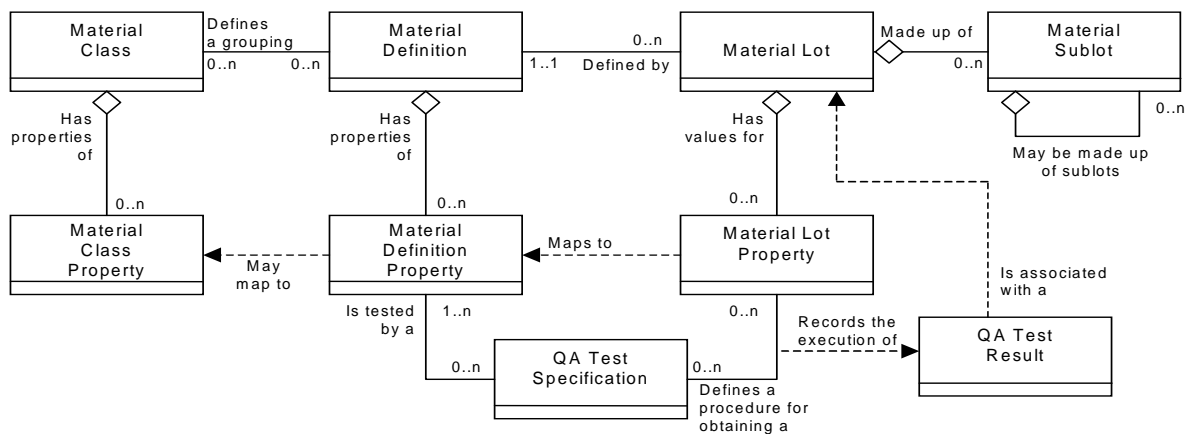 Material
Class
Defines
a grouping
0..n
0..n
Material
Definition
1..1
0..n
Defined by
Material Lot
Made up of
0..n
Material
Sublot
0..n
May be made up
of sublots
Has
properties
of
0..n
Has
properties
of
0..n
Has
values for
0..n
Material
Class
Property
May
map to
Material
Definition
Property
Maps to
Material Lot
Property
Is associated
with a
Is tested
by a
1..n
0..n
QA Test
Specification
0..n
0..n
Defines a
procedure for
obtaining a
Records the
execution of
QA Test
Result